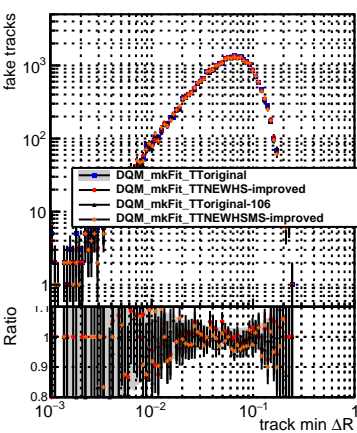 fake tracks
10³
10²
10
1
DQM_mkFit_TToriginal
DQM_mkFit_TTNEWHS-improved
DQM_mkFit_TToriginal-106
DQM_mkFit_TTNEWHSMS-improved
Ratio
1.1
1
0.9
0.8
10⁻³ 10⁻² 10⁻¹ 1
track min ΔR